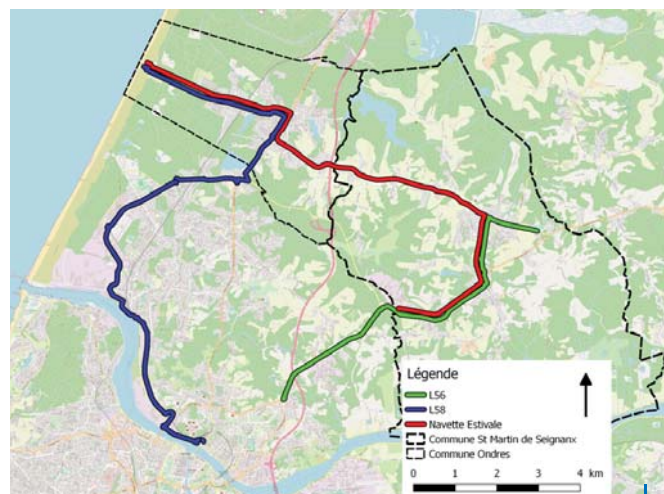 Légende
L56
L58
Navette Estivale
Commune St Martin de Seignanx
Commune Ondres
0 1 2 3 4 km